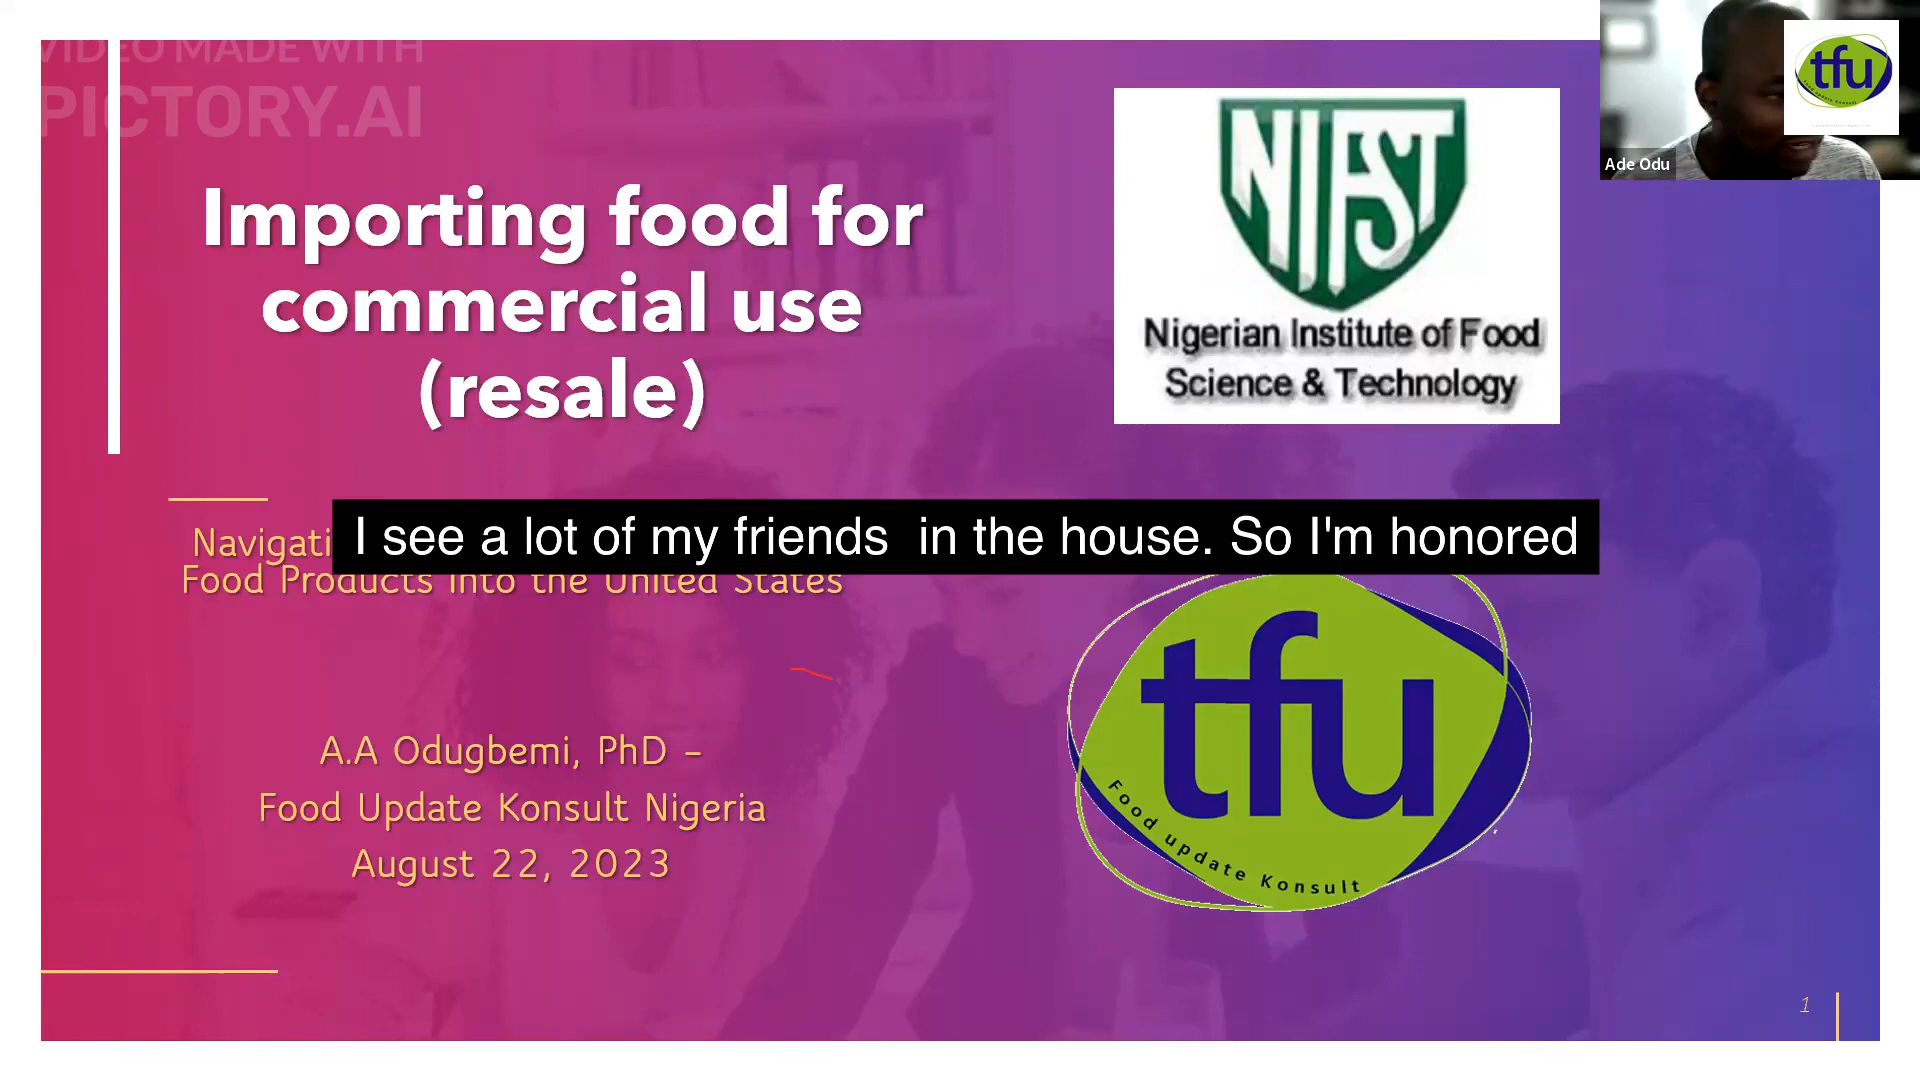 VIDEO MADE WITH
PICTORY.AI
Importing food for
commercial use
(resale)
NIFST
Nigerian Institute of Food
Science & Technology
tfu
Ade Odu
I see a lot of my friends in the house. So I'm honored
Food Products into the United States
A.A Odugbemi, PhD –
Food Update Konsult Nigeria
August 22, 2023
tfu
Food update Konsult
1